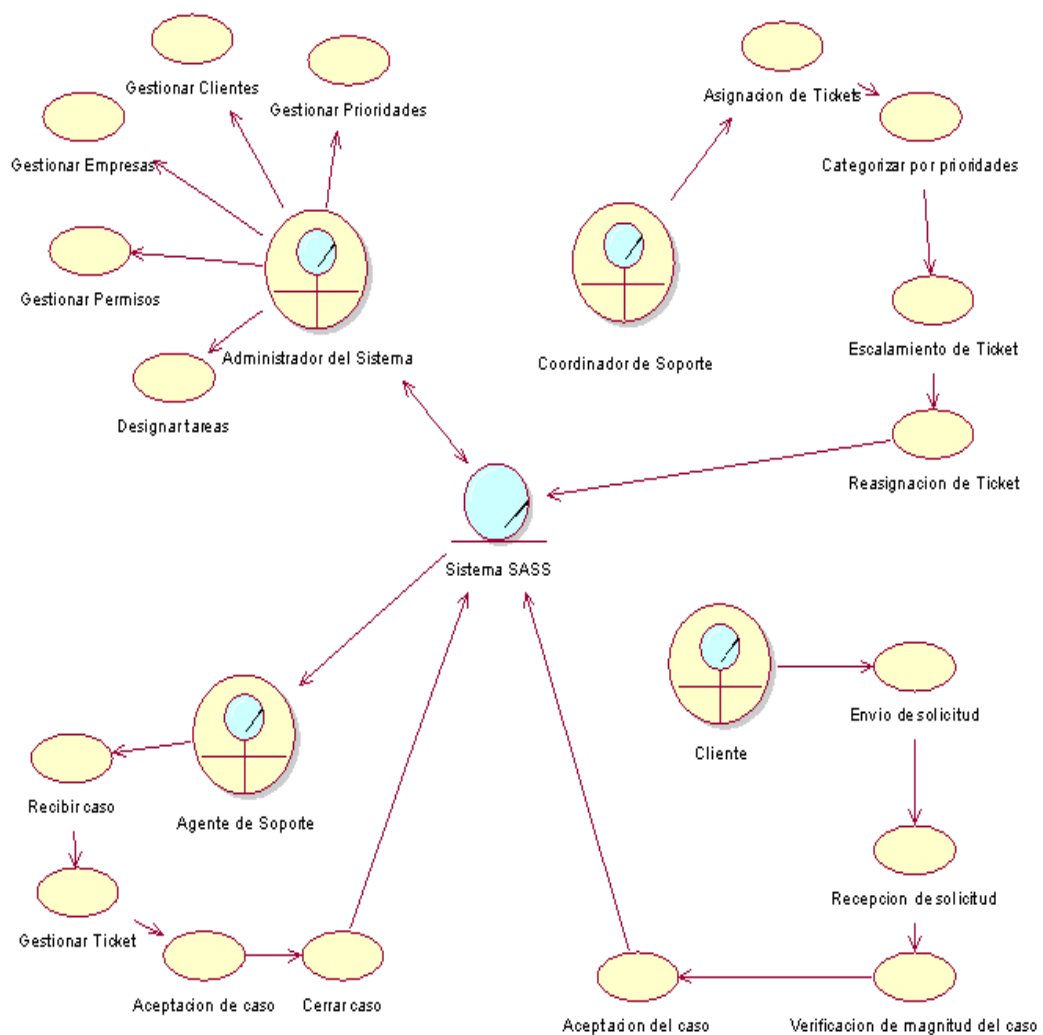 Gestionar Clientes
Gestionar Prioridades
Asignacion de Tickets
Gestionar Empresas
Categorizar por prioridades
Gestionar Permisos
Administrador del Sistema
Coordinador de Soporte
Escalamiento de Ticket
Designar tareas
Reasignacion de Ticket
Sistema SASS
Envio de solicitud
Cliente
Recibir caso
Agente de Soporte
Recepcion de solicitud
Gestionar Ticket
Aceptacion de caso
Cerrar caso
Aceptacion del caso
Verificacion de magnitud del caso